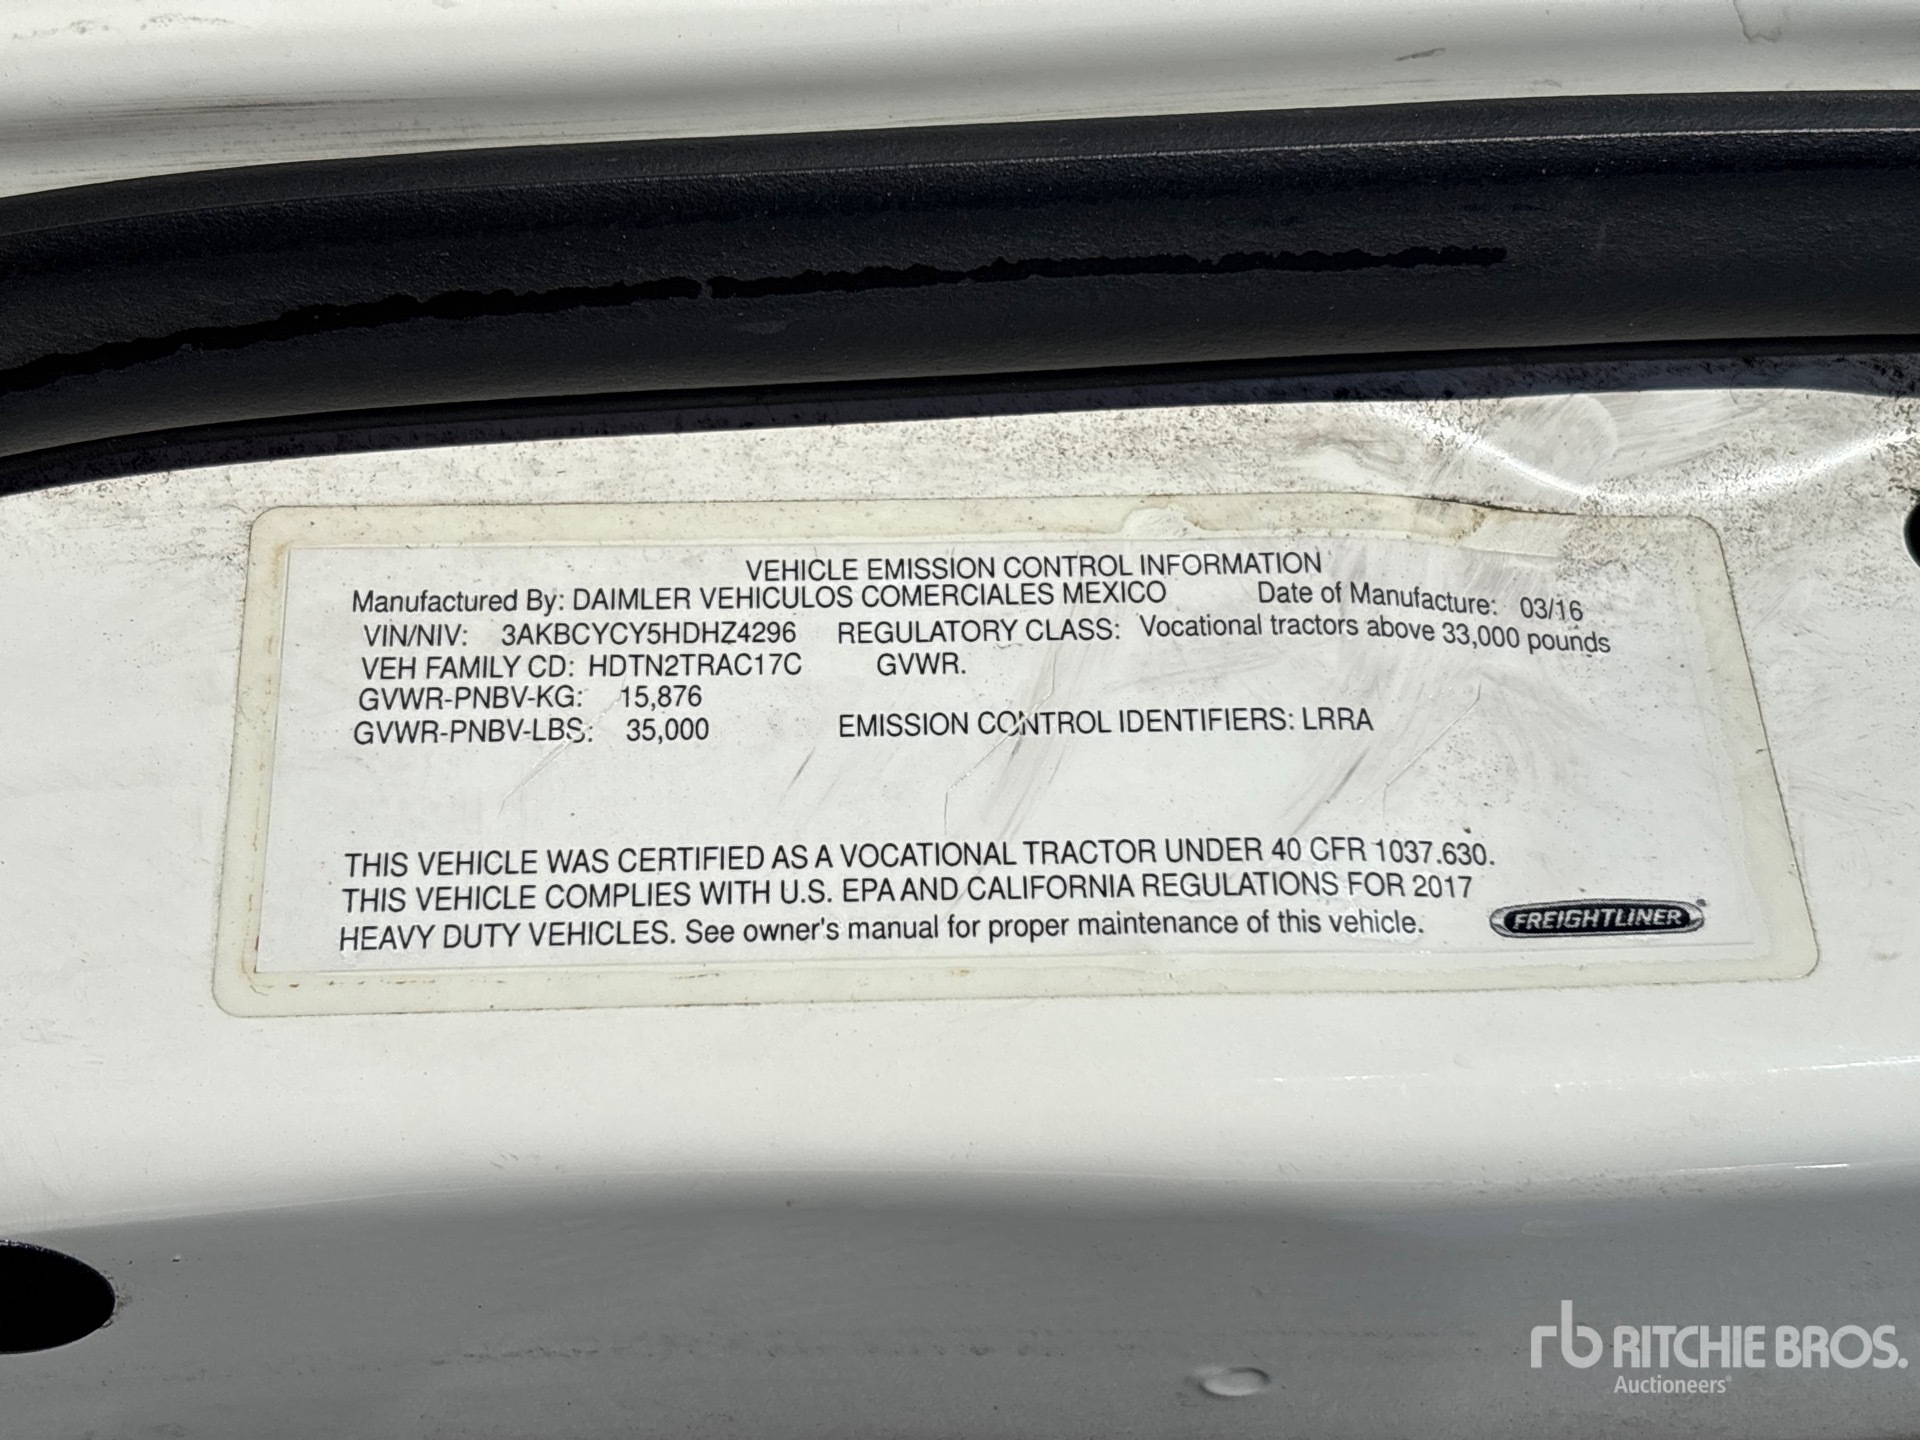 VEHICLE EMISSION CONTROL INFORMATION
Manufactured By: DAIMLER VEHICULOS COMERCIALES MEXICO Date of Manufacture: 03/16
VIN/NIV: 3AKBCYCY5HDHZ4296 REGULATORY CLASS: Vocational tractors above 33,000 pounds
VEH FAMILY CD: HDTN2TRAC17C GVWR.
GVWR-PNBV-KG: 15,876
GVWR-PNBV-LBS: 35,000 EMISSION CONTROL IDENTIFIERS: LRRA
THIS VEHICLE WAS CERTIFIED AS A VOCATIONAL TRACTOR UNDER 40 CFR 1037.630.
THIS VEHICLE COMPLIES WITH U.S. EPA AND CALIFORNIA REGULATIONS FOR 2017
HEAVY DUTY VEHICLES. See owner's manual for proper maintenance of this vehicle.
FREIGHTLINER
rb RITCHIE BROS.
Auctioneers